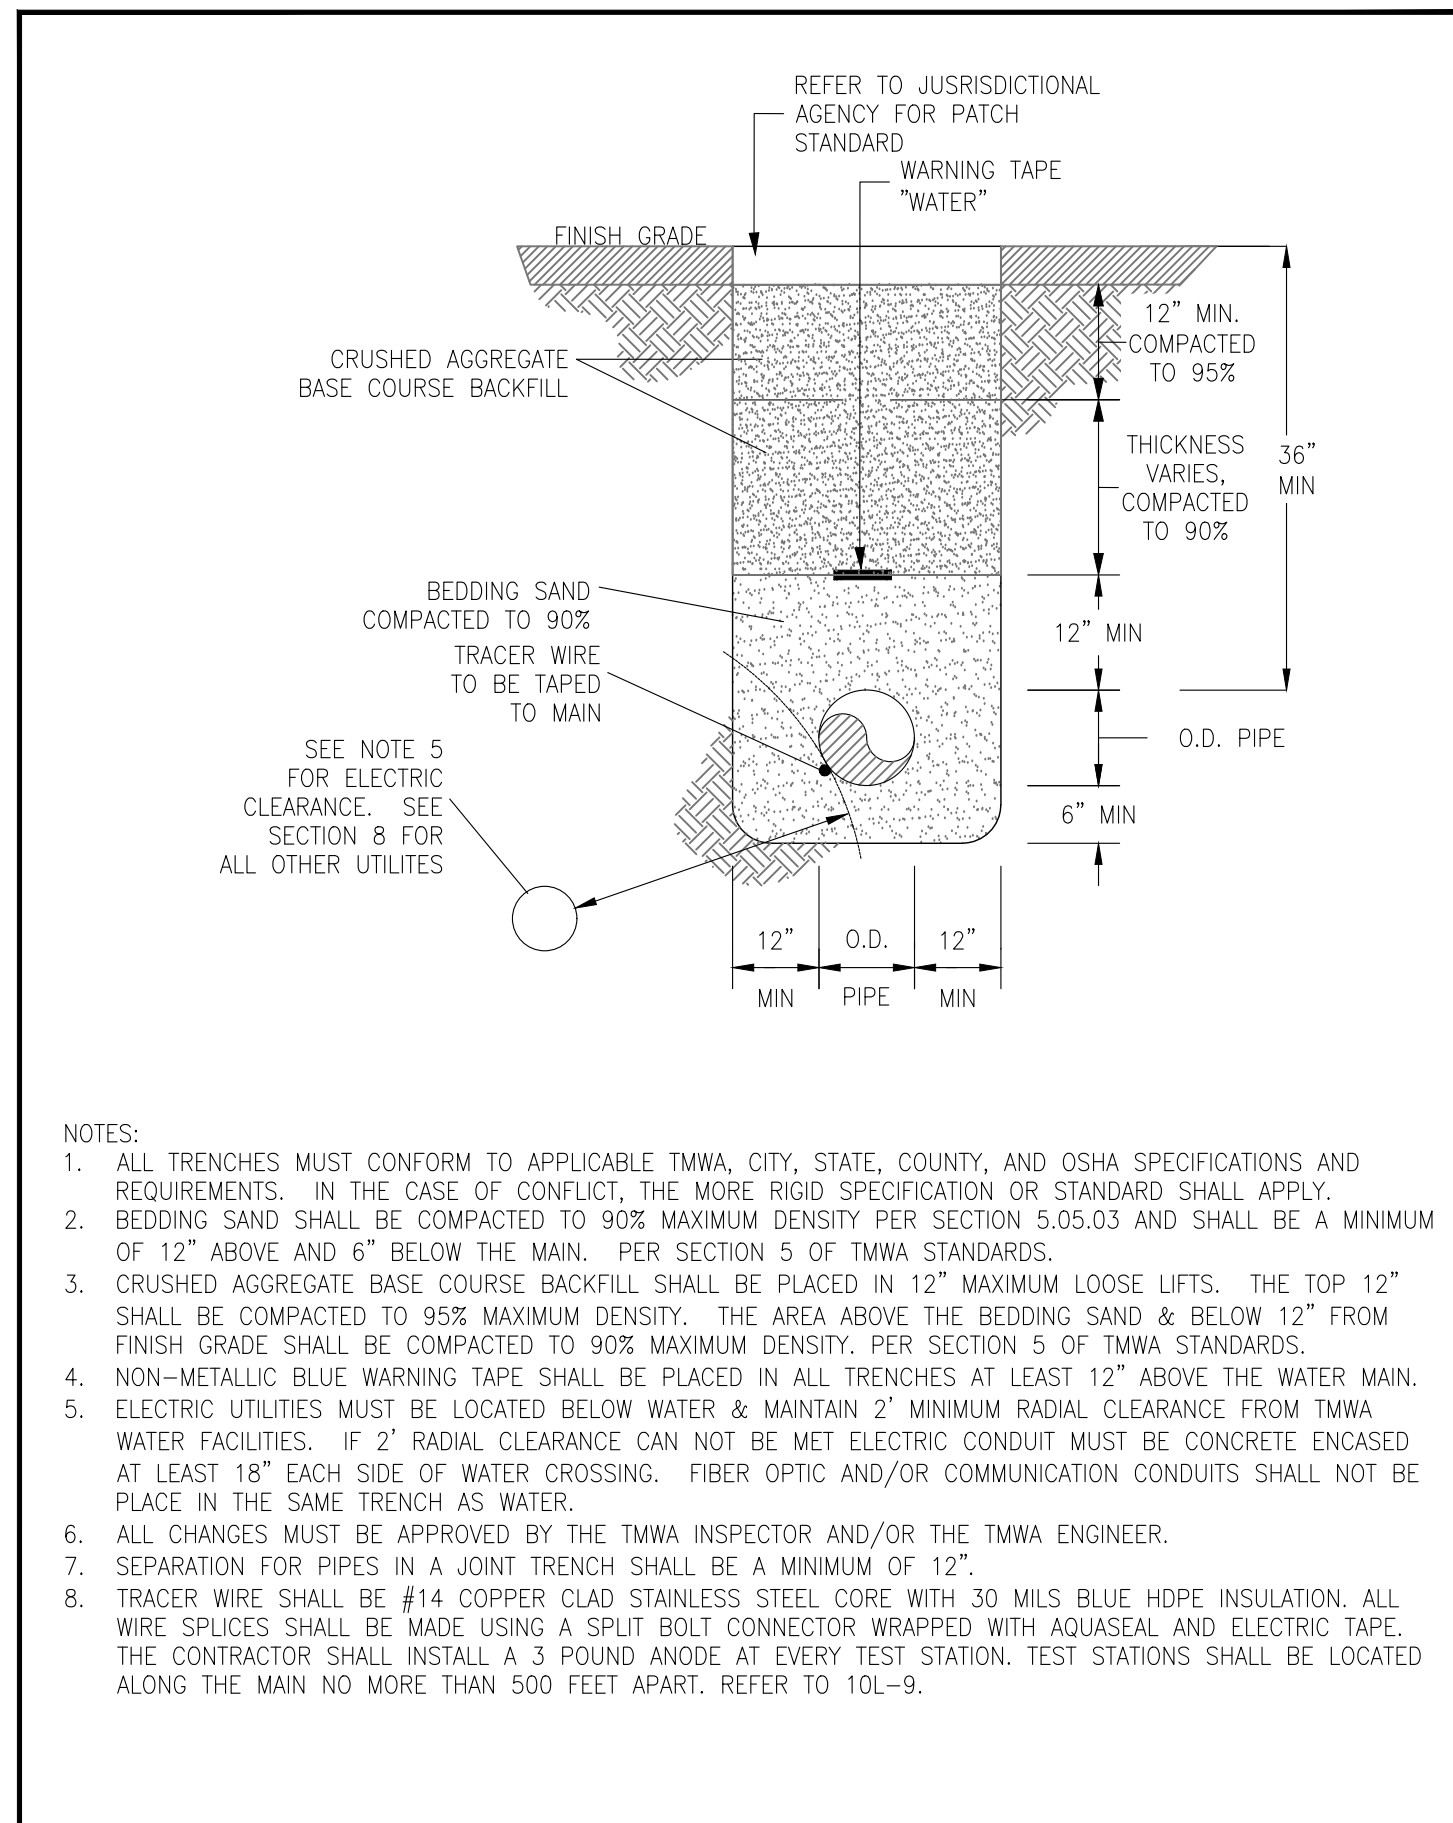 REFER TO JUSRISDICTIONAL
AGENCY FOR PATCH
STANDARD
WARNING TAPE
"WATER"
FINISH GRADE
12" MIN.
COMPACTED
TO 95%
CRUSHED AGGREGATE
BASE COURSE BACKFILL
THICKNESS
VARIES,
COMPACTED
TO 90%
36"
MIN
BEDDING SAND
COMPACTED TO 90%
12" MIN
TRACER WIRE
TO BE TAPED
TO MAIN
O.D. PIPE
SEE NOTE 5
FOR ELECTRIC
CLEARANCE. SEE
SECTION 8 FOR
ALL OTHER UTILITES
6" MIN
12" O.D. 12"
MIN PIPE MIN
NOTES:
1. ALL TRENCHES MUST CONFORM TO APPLICABLE TMWA, CITY, STATE, COUNTY, AND OSHA SPECIFICATIONS AND
REQUIREMENTS. IN THE CASE OF CONFLICT, THE MORE RIGID SPECIFICATION OR STANDARD SHALL APPLY.
2. BEDDING SAND SHALL BE COMPACTED TO 90% MAXIMUM DENSITY PER SECTION 5.05.03 AND SHALL BE A MINIMUM
OF 12" ABOVE AND 6" BELOW THE MAIN. PER SECTION 5 OF TMWA STANDARDS.
3. CRUSHED AGGREGATE BASE COURSE BACKFILL SHALL BE PLACED IN 12" MAXIMUM LOOSE LIFTS. THE TOP 12"
SHALL BE COMPACTED TO 95% MAXIMUM DENSITY. THE AREA ABOVE THE BEDDING SAND & BELOW 12" FROM
FINISH GRADE SHALL BE COMPACTED TO 90% MAXIMUM DENSITY. PER SECTION 5 OF TMWA STANDARDS.
4. NON-METALLIC BLUE WARNING TAPE SHALL BE PLACED IN ALL TRENCHES AT LEAST 12" ABOVE THE WATER MAIN.
5. ELECTRIC UTILITIES MUST BE LOCATED BELOW WATER & MAINTAIN 2' MINIMUM RADIAL CLEARANCE FROM TMWA
WATER FACILITIES. IF 2' RADIAL CLEARANCE CAN NOT BE MET ELECTRIC CONDUIT MUST BE CONCRETE ENCASED
AT LEAST 18" EACH SIDE OF WATER CROSSING. FIBER OPTIC AND/OR COMMUNICATION CONDUITS SHALL NOT BE
PLACE IN THE SAME TRENCH AS WATER.
6. ALL CHANGES MUST BE APPROVED BY THE TMWA INSPECTOR AND/OR THE TMWA ENGINEER.
7. SEPARATION FOR PIPES IN A JOINT TRENCH SHALL BE A MINIMUM OF 12".
8. TRACER WIRE SHALL BE #14 COPPER CLAD STAINLESS STEEL CORE WITH 30 MILS BLUE HDPE INSULATION. ALL
WIRE SPLICES SHALL BE MADE USING A SPLIT BOLT CONNECTOR WRAPPED WITH AQUASEAL AND ELECTRIC TAPE.
THE CONTRACTOR SHALL INSTALL A 3 POUND ANODE AT EVERY TEST STATION. TEST STATIONS SHALL BE LOCATED
ALONG THE MAIN NO MORE THAN 500 FEET APART. REFER TO 10L-9.